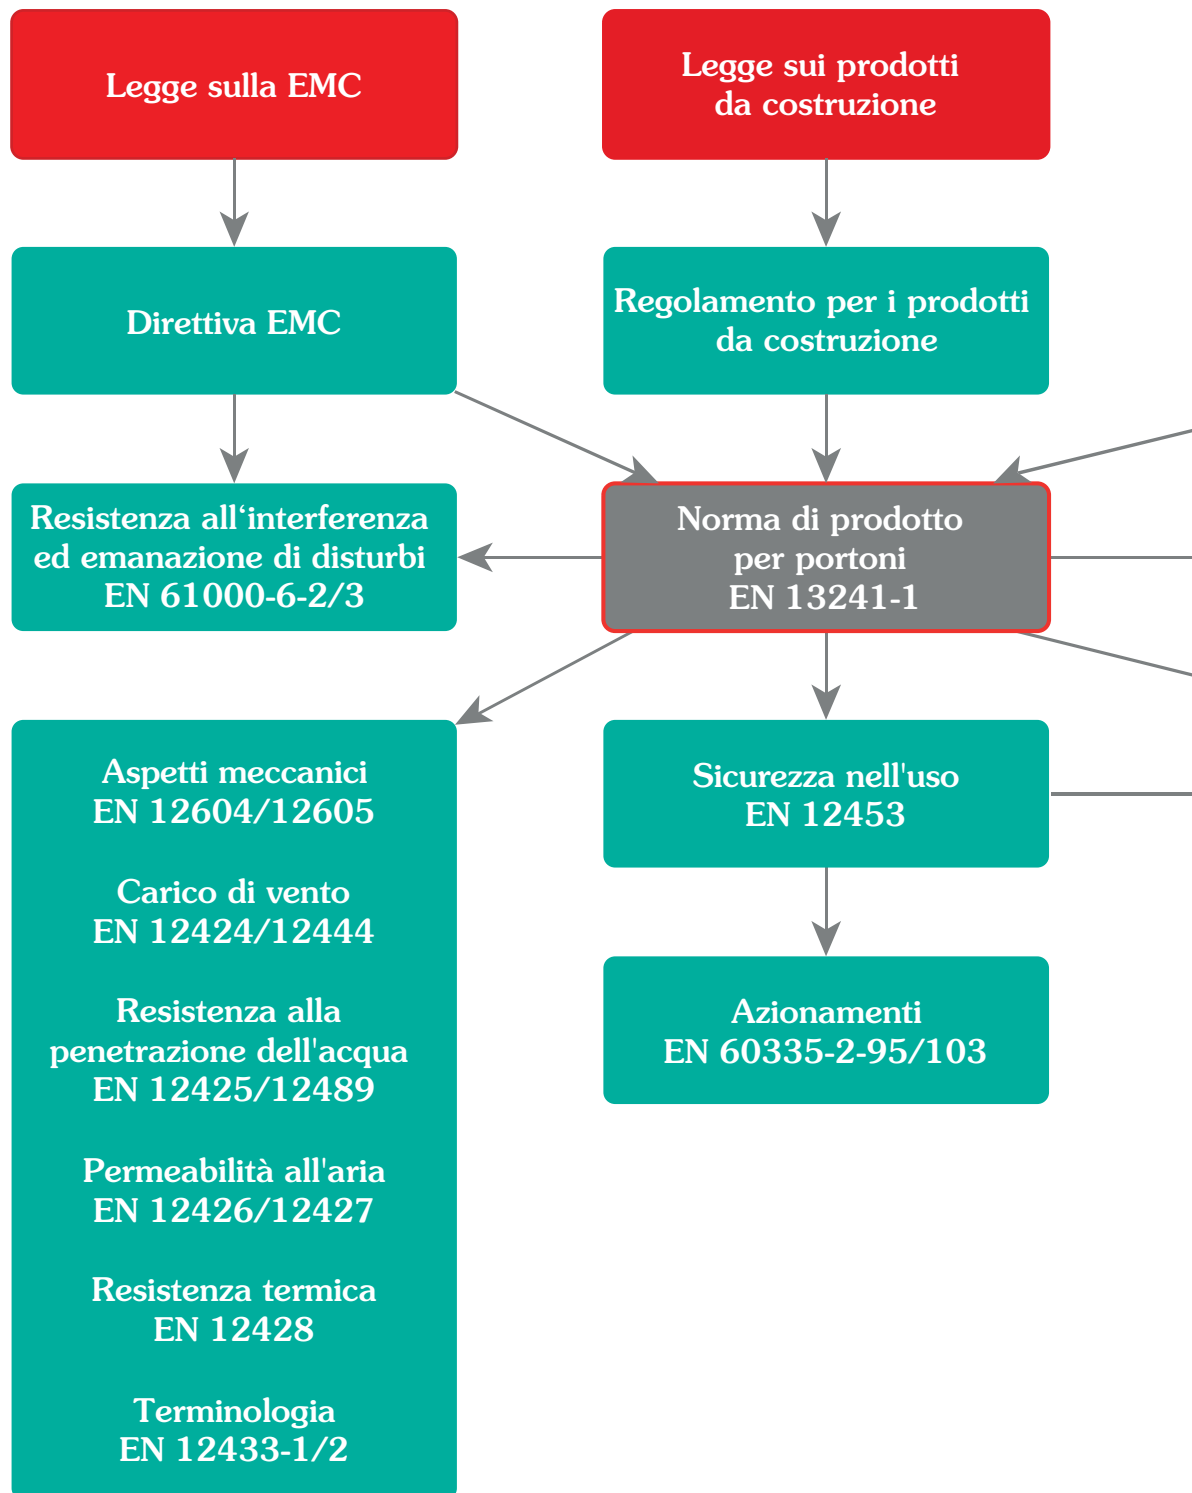 Legge sulla EMC
Legge sui prodotti
da costruzione
Direttiva EMC
Regolamento per i prodotti
da costruzione
Resistenza all‘interferenza
ed emanazione di disturbi
EN 61000-6-2/3
Norma di prodotto
per portoni
EN 13241-1
Aspetti meccanici
EN 12604/12605
Carico di vento
EN 12424/12444
Resistenza alla
penetrazione dell'acqua
EN 12425/12489
Permeabilità all'aria
EN 12426/12427
Resistenza termica
EN 12428
Terminologia
EN 12433-1/2
Sicurezza nell'uso
EN 12453
Azionamenti
EN 60335-2-95/103